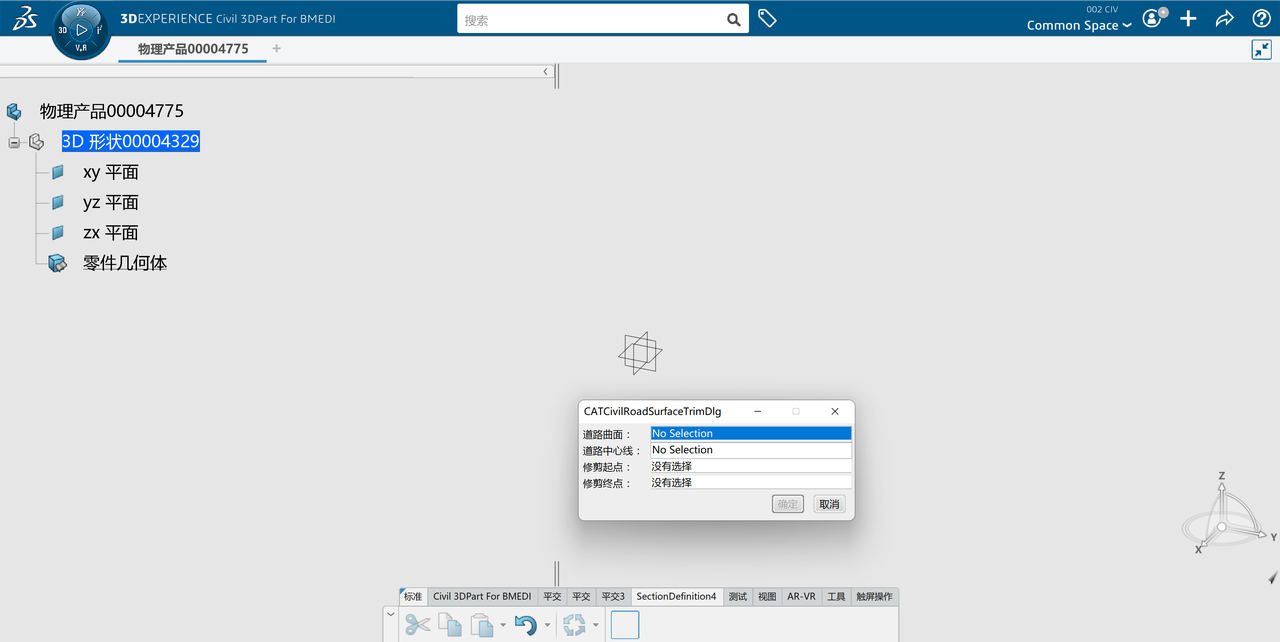 3DEXPERIENCE Civil 3DPart For BMEDI
搜索
002 CIV
Common Space
3D
V.R
物理产品00004775
物理产品00004775
3D 形状00004329
xy 平面
yz 平面
zx 平面
零件几何体
CATCivilRoadSurfaceTrimDlg
道路曲面： No Selection
道路中心线： No Selection
修剪起点： 没有选择
修剪终点： 没有选择
确定 取消
Z
Y
X
标准 Civil 3DPart For BMEDI 平交 平交 平交3 SectionDefinition4 测试 视图 AR-VR 工具 触屏操作